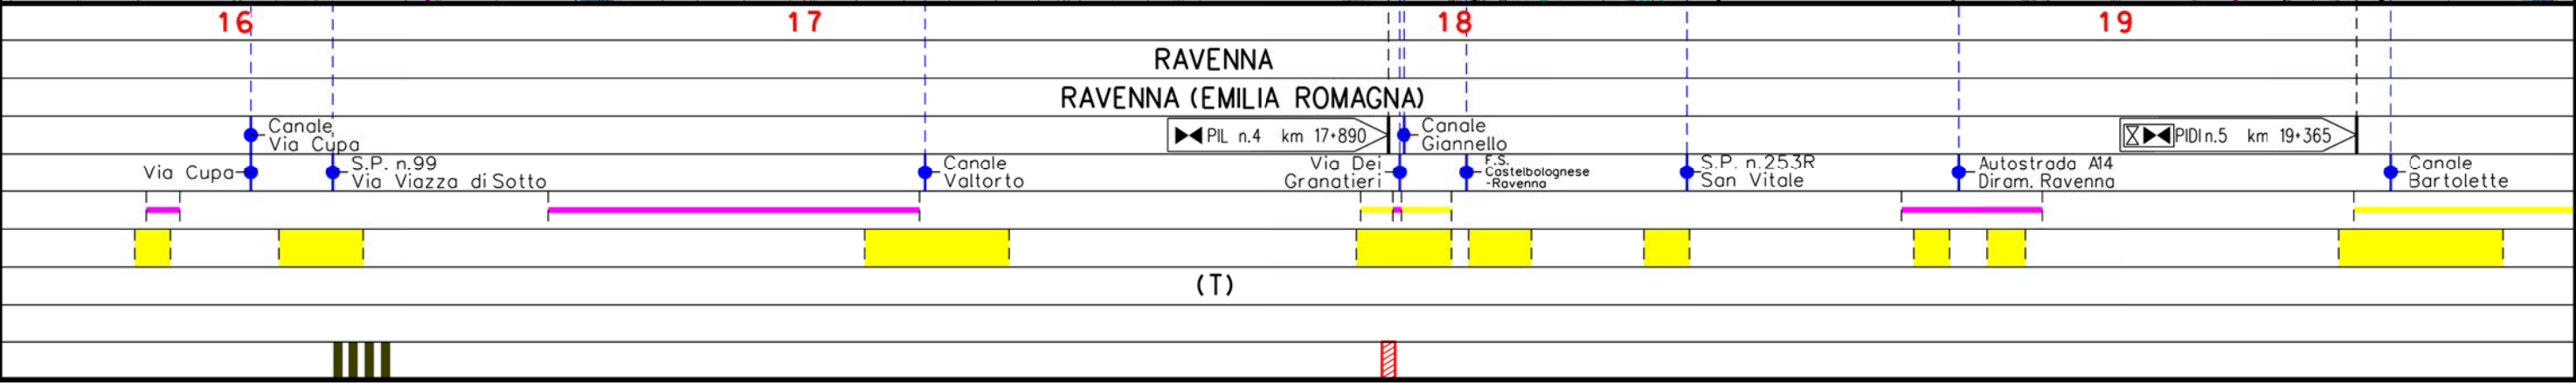 16 17 18 19
RAVENNA
RAVENNA (EMILIA ROMAGNA)
Canale
Via Cupa
PIL n.4 km 17+890
Canale
Giannello
PIDI n.5 km 19+365
Via Cupa
S.P. n.99
Via Viazza di Sotto
Canale
Valtorto
Via Dei
Granatieri
F.S.
Castelbolognese
-Ravenna
S.P. n.253R
San Vitale
Autostrada A14
Diram. Ravenna
Canale
Bartolette
(T)